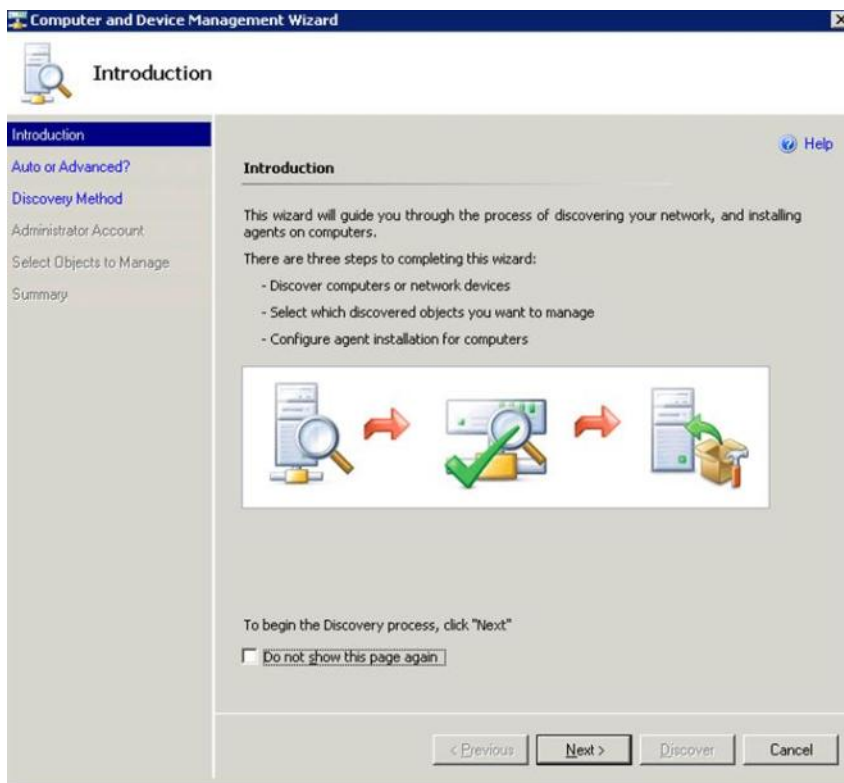 Computer and Device Management Wizard
Introduction
Introduction
Auto or Advanced?
Discovery Method
Administrator Account
Select Objects to Manage
Summary
Help
Introduction
This wizard will guide you through the process of discovering your network, and installing
agents on computers.
There are three steps to completing this wizard:
- Discover computers or network devices
- Select which discovered objects you want to manage
- Configure agent installation for computers
To begin the Discovery process, click "Next"
Do not show this page again
< Previous
Next >
Discover
Cancel